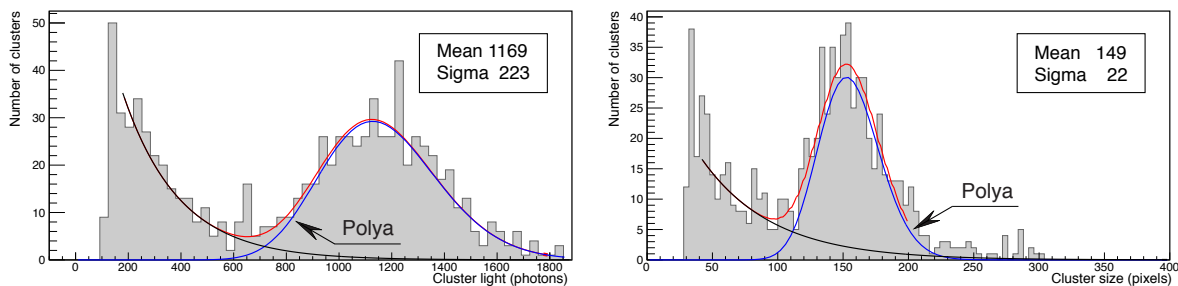 Number of clusters
50
40
30
20
10
0
Mean 1169
Sigma 223
Polya
0 200 400 600 800 1000 1200 1400 1600 1800
Cluster light (photons)
Number of clusters
40
35
30
25
20
15
10
5
0
Mean 149
Sigma 22
Polya
0 50 100 150 200 250 300 350 400
Cluster size (pixels)